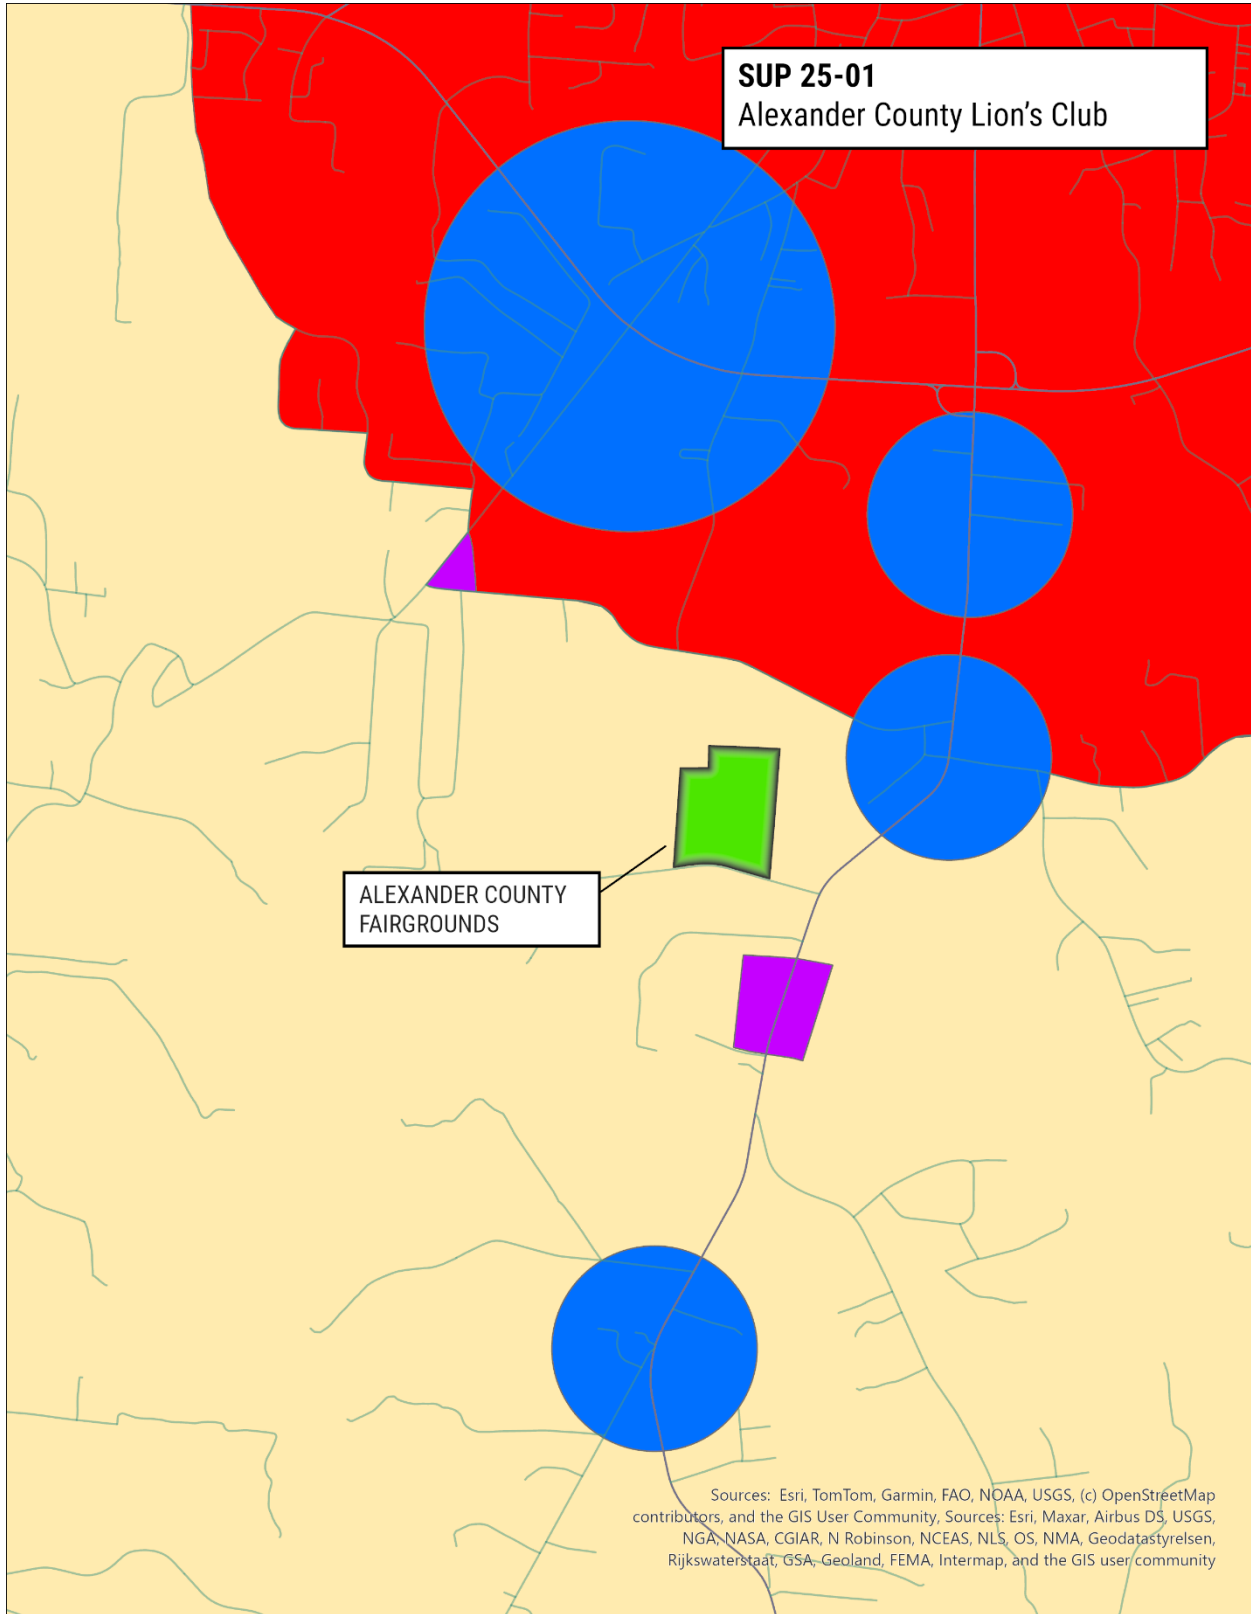 SUP 25-01
Alexander County Lion’s Club
ALEXANDER COUNTY
FAIRGROUNDS
Sources: Esri, TomTom, Garmin, FAO, NOAA, USGS, (c) OpenStreetMap
contributors, and the GIS User Community, Sources: Esri, Maxar, Airbus DS, USGS,
NGA, NASA, CGIAR, N Robinson, NCEAS, NLS, OS, NMA, Geodatastyrelsen,
Rijkswaterstaat, GSA, Geoland, FEMA, Intermap, and the GIS user community